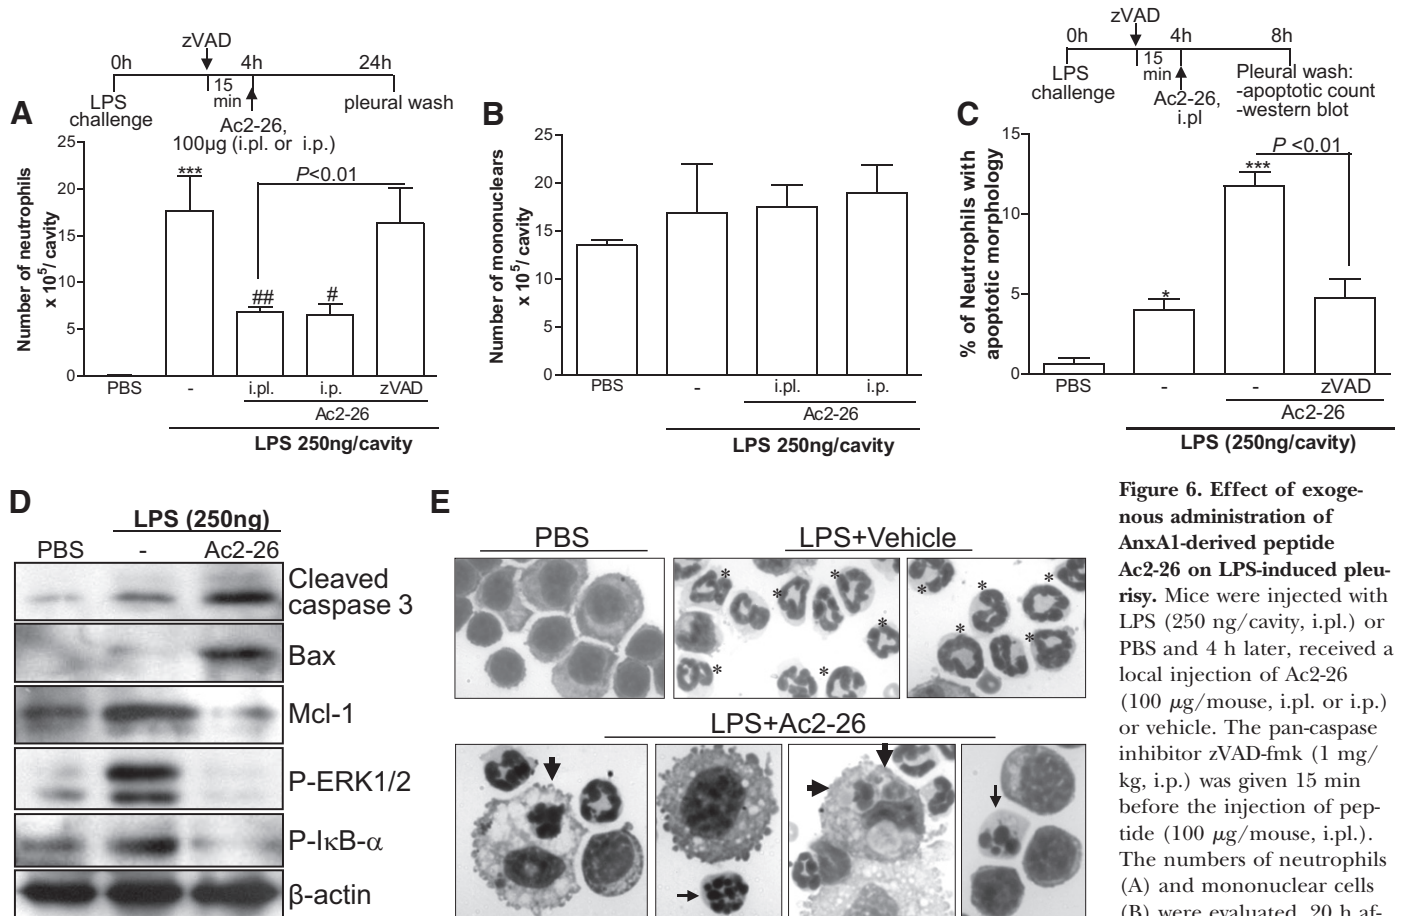 zVAD
0h 4h 24h
15
min
LPS
challenge
pleural wash
Ac2-26,
100µg (i.pl. or i.p.)
A
Number of neutrophils
x 10⁵/ cavity
25
20
15
10
5
0
***
P<0.01
##
#
PBS - i.pl. i.p. zVAD
Ac2-26
LPS 250ng/cavity
B
Number of mononuclears
x 10⁵/ cavity
25
20
15
10
5
0
PBS - i.pl. i.p.
Ac2-26
LPS 250ng/cavity
zVAD
0h 4h 8h
15
min
LPS
challenge
Ac2-26,
i.pl
Pleural wash:
-apoptotic count
-western blot
C
% of Neutrophils with
apoptotic morphology
15
10
5
0
P <0.01
***
*
PBS - - zVAD
Ac2-26
LPS (250ng/cavity)
D
LPS (250ng)
PBS - Ac2-26
Cleaved
caspase 3
Bax
Mcl-1
P-ERK1/2
P-IκB-α
β-actin
E
PBS LPS+Vehicle
* * * * * *
* * * * *
LPS+Ac2-26
Figure 6. Effect of exoge-
nous administration of
AnxA1-derived peptide
Ac2-26 on LPS-induced pleu-
risy. Mice were injected with
LPS (250 ng/cavity, i.pl.) or
PBS and 4 h later, received a
local injection of Ac2-26
(100 µg/mouse, i.pl. or i.p.)
or vehicle. The pan-caspase
inhibitor zVAD-fmk (1 mg/
kg, i.p.) was given 15 min
before the injection of pep-
tide (100 µg/mouse, i.pl.).
The numbers of neutrophils
(A) and mononuclear cells
(B) were evaluated 20 h af-